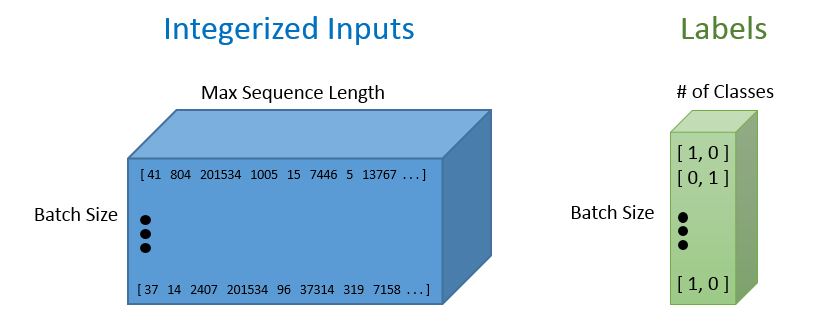 Integerized Inputs
Labels
Max Sequence Length
# of Classes
[ 41 804 201534 1005 15 7446 5 13767 ... ]
[ 1, 0 ]
[ 0, 1 ]
Batch Size
Batch Size
[ 37 14 2407 201534 96 37314 319 7158 ... ]
[ 1, 0 ]